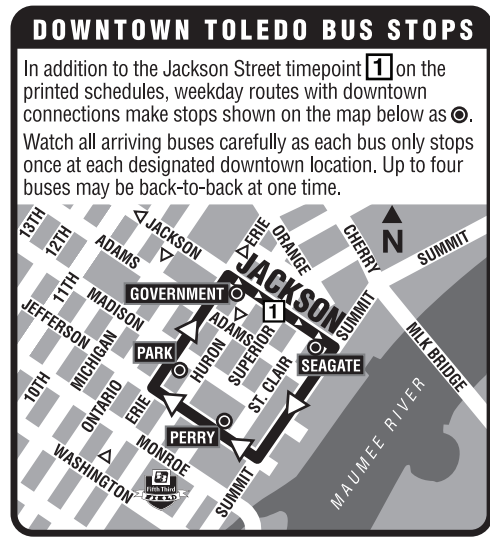 DOWNTOWN TOLEDO BUS STOPS
In addition to the Jackson Street timepoint 1 on the
printed schedules, weekday routes with downtown
connections make stops shown on the map below as
Watch all arriving buses carefully as each bus only stops
once at each designated downtown location. Up to four
buses may be back-to-back at one time.
13TH
12TH
ADAMS
JACKSON
ERIE
ORANGE
CHERRY
N
SUMMIT
11TH
MADISON
GOVERNMENT
JACKSON
1
SUMMIT
JEFFERSON
MICHIGAN
ADAMS
PARK
HURON
SUPERIOR
SEAGATE
MLK BRIDGE
10TH
ONTARIO
ERIE
ST. CLAIR
PERRY
MONROE
WASHINGTON
Fifth Third
FIELD
SUMMIT
MAUMEE RIVER